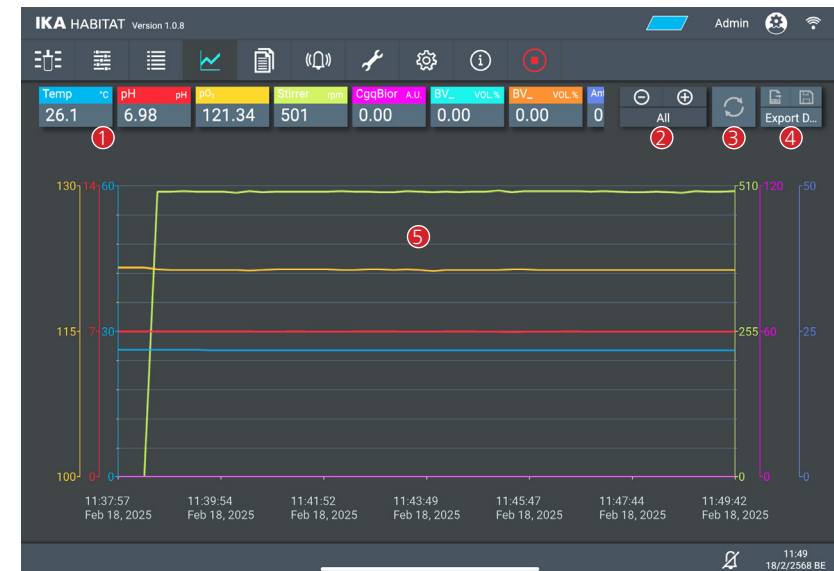 IKA HABITAT Version 1.0.8
Admin
Temp °C
26.1
pH pH
6.98
pO₂
121.34
Stirrer rpm
501
CgqBior A.U.
0.00
BV_ VOL.%
0.00
BV_ VOL.%
0.00
Ant
0
All
Export D...
1
2
3
4
5
130 14 60
510 120 50
115 7 30
255 60 25
100 0 0
0 0 0
11:37:57 11:39:54 11:41:52 11:43:49 11:45:47 11:47:44 11:49:42
Feb 18, 2025 Feb 18, 2025 Feb 18, 2025 Feb 18, 2025 Feb 18, 2025 Feb 18, 2025 Feb 18, 2025
11:49
18/2/2568 BE